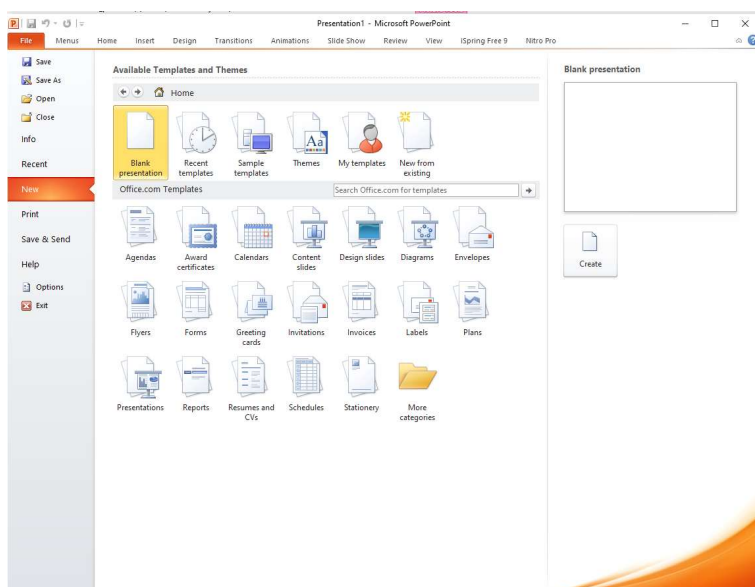 Presentation1 - Microsoft PowerPoint
File Menus Home Insert Design Transitions Animations Slide Show Review View iSpring Free 9 Nitro Pro
Save
Save As
Open
Close
Info
Recent
New
Print
Save & Send
Help
Options
Exit
Available Templates and Themes
Home
Blank presentation
Recent templates
Sample templates
Themes
My templates
New from existing
Office.com Templates
Search Office.com for templates
Agendas
Award certificates
Calendars
Content slides
Design slides
Diagrams
Envelopes
Flyers
Forms
Greeting cards
Invitations
Invoices
Labels
Plans
Presentations
Reports
Resumes and CVs
Schedules
Stationery
More categories
Blank presentation
Create